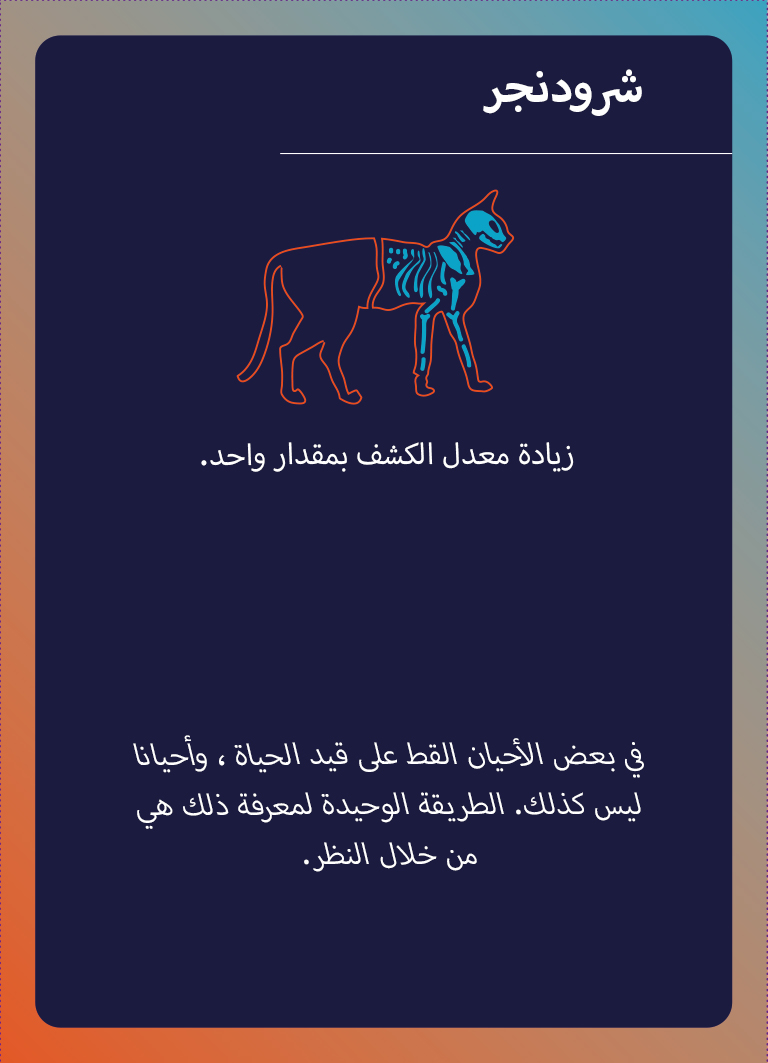 شرودنجر
زيادة معدل الكشف بمقدار واحد.
في بعض الأحيان القط على قيد الحياة ، وأحيانا
ليس كذلك. الطريقة الوحيدة لمعرفة ذلك هي
من خلال النظر.